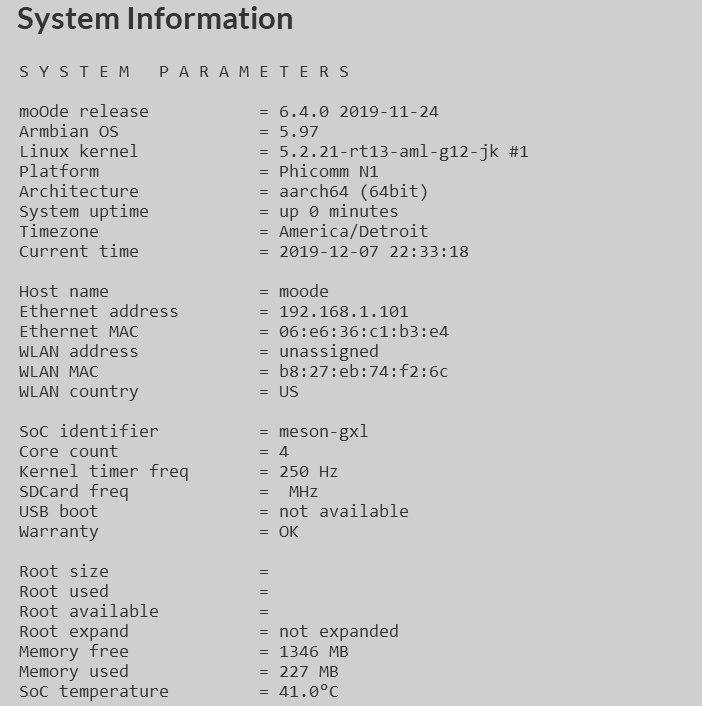 System Information
S Y S T E M   P A R A M E T E R S
moOde release           = 6.4.0 2019-11-24
Armbian OS              = 5.97
Linux kernel            = 5.2.21-rt13-aml-g12-jk #1
Platform                = Phicomm N1
Architecture            = aarch64 (64bit)
System uptime           = up 0 minutes
Timezone                = America/Detroit
Current time            = 2019-12-07 22:33:18
Host name               = moode
Ethernet address        = 192.168.1.101
Ethernet MAC            = 06:e6:36:c1:b3:e4
WLAN address            = unassigned
WLAN MAC                = b8:27:eb:74:f2:6c
WLAN country            = US
SoC identifier          = meson-gxl
Core count              = 4
Kernel timer freq       = 250 Hz
SDCard freq             =  MHz
USB boot                = not available
Warranty                = OK
Root size               =
Root used               =
Root available          =
Root expand             = not expanded
Memory free             = 1346 MB
Memory used             = 227 MB
SoC temperature         = 41.0°C